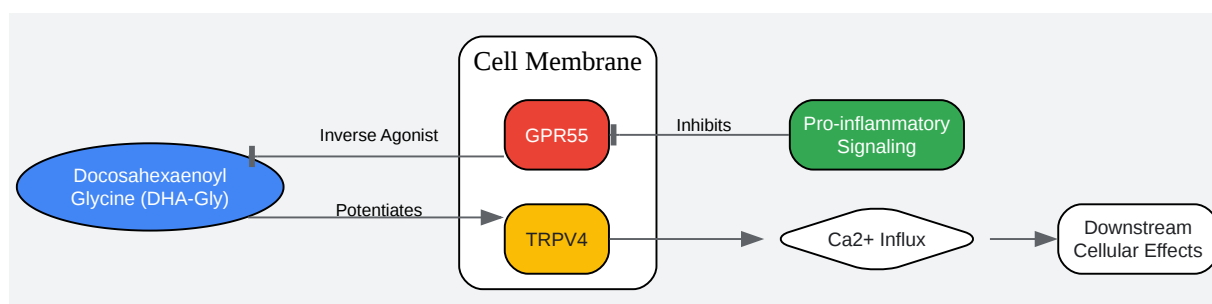 Cell Membrane
GPR55
Inhibits
Pro-inflammatory
Signaling
Inverse Agonist
Docosahexaenoyl
Glycine (DHA-Gly)
Potentiates
TRPV4
Ca2+ Influx
Downstream
Cellular Effects